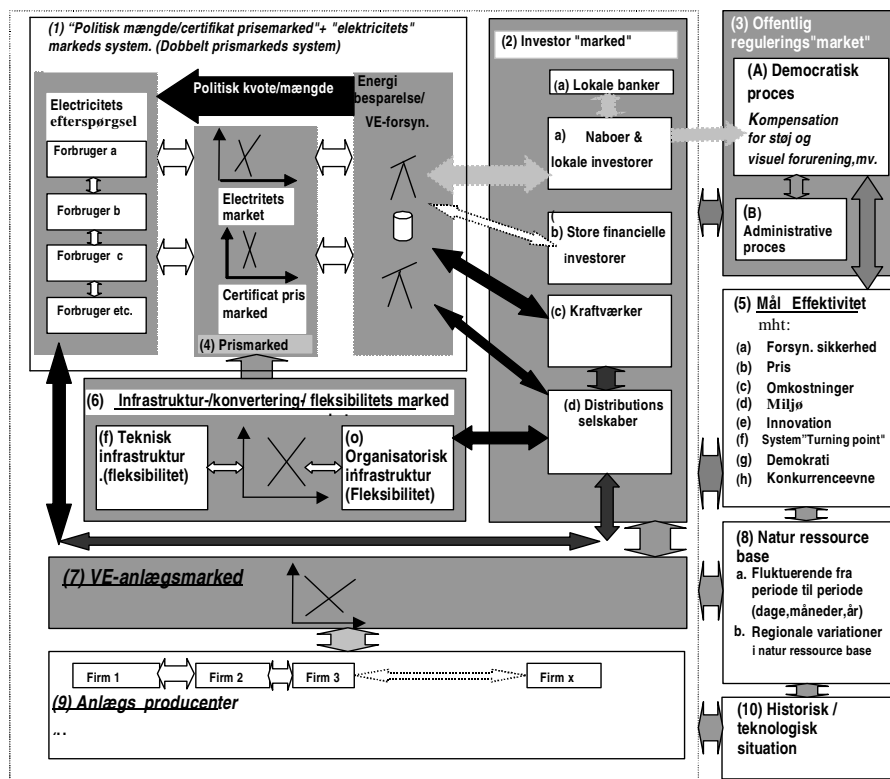 (1) “Politisk mængde/certifikat prisemarked"+ "elektricitets"
markeds system. (Dobbelt prismarkeds system)
Politisk kvote/mængde
Energi
besparelse/
VE-forsyn.
Electricitets
efterspørgsel
Forbruger a
Forbruger b
Forbruger c
Forbruger etc.
Electritets
market
Certificat pris
marked
(4) Prismarked
(2) Investor "marked"
(a) Lokale banker
a) Naboer &
lokale investorer
(
b) Store financielle
investorer
(c) Kraftværker
(d) Distributions
selskaber
(3) Offentlig
regulerings"market"
(A) Democratisk
proces
Kompensation
for støj og
visuel forurening,mv.
(B)
Administrative
proces
(5) Mål Effektivitet
mht:
(a) Forsyn. sikkerhed
(b) Pris
(c) Omkostninger
(d) Miljø
(e) Innovation
(f) System"Turning point"
(g) Demokrati
(h) Konkurrenceevne
(6) Infrastruktur-/konvertering/ fleksibilitets marked
(f) Teknisk
infrastruktur
.(fleksibilitet)
(o)
Organisatorisk
infrastruktur
(Fleksibilitet)
(7) VE-anlægsmarked
(8) Natur ressource
base
a. Fluktuerende fra
periode til periode
(dage,måneder,år)
b. Regionale variationer
i natur ressource base
Firm 1
Firm 2
Firm 3
Firm x
(9) Anlægs producenter
...
(10) Historisk /
teknologisk
situation